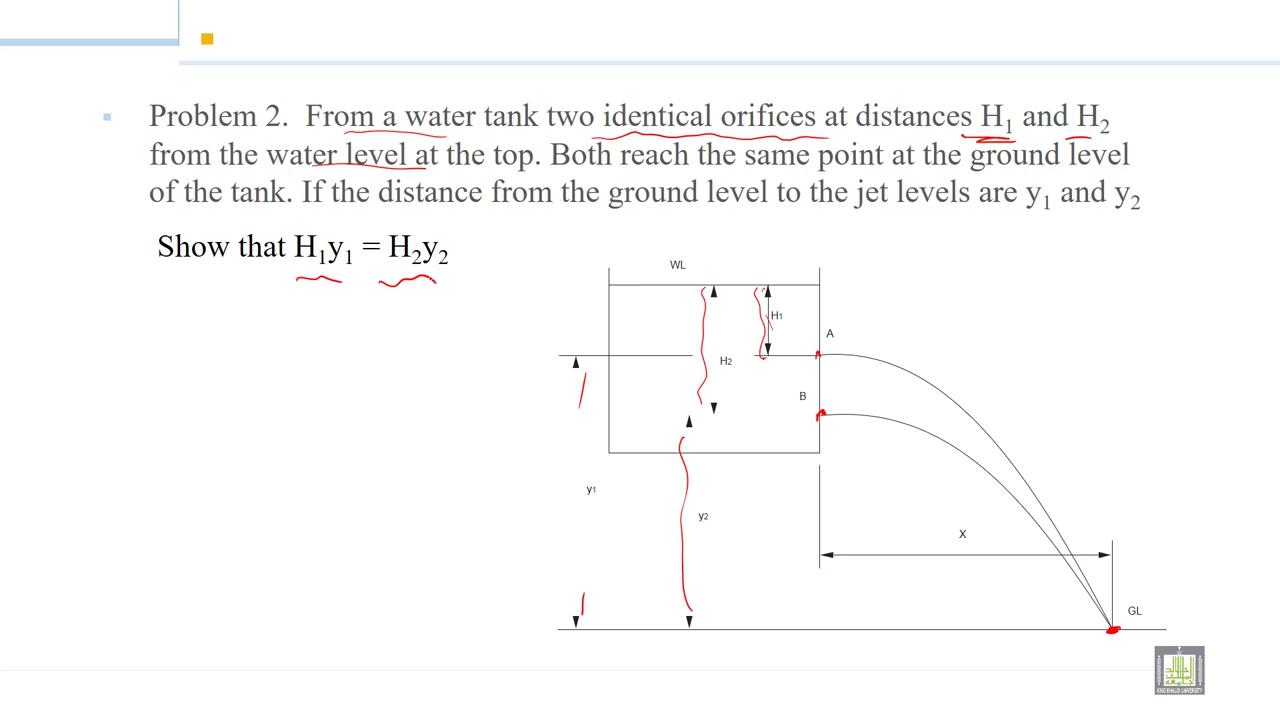 Problem 2. From a water tank two identical orifices at distances H₁ and H₂
from the water level at the top. Both reach the same point at the ground level
of the tank. If the distance from the ground level to the jet levels are y₁ and y₂
Show that H₁y₁ = H₂y₂
WL
H1
A
H2
B
y1
y2
X
GL
KING KHALID UNIVERSITY